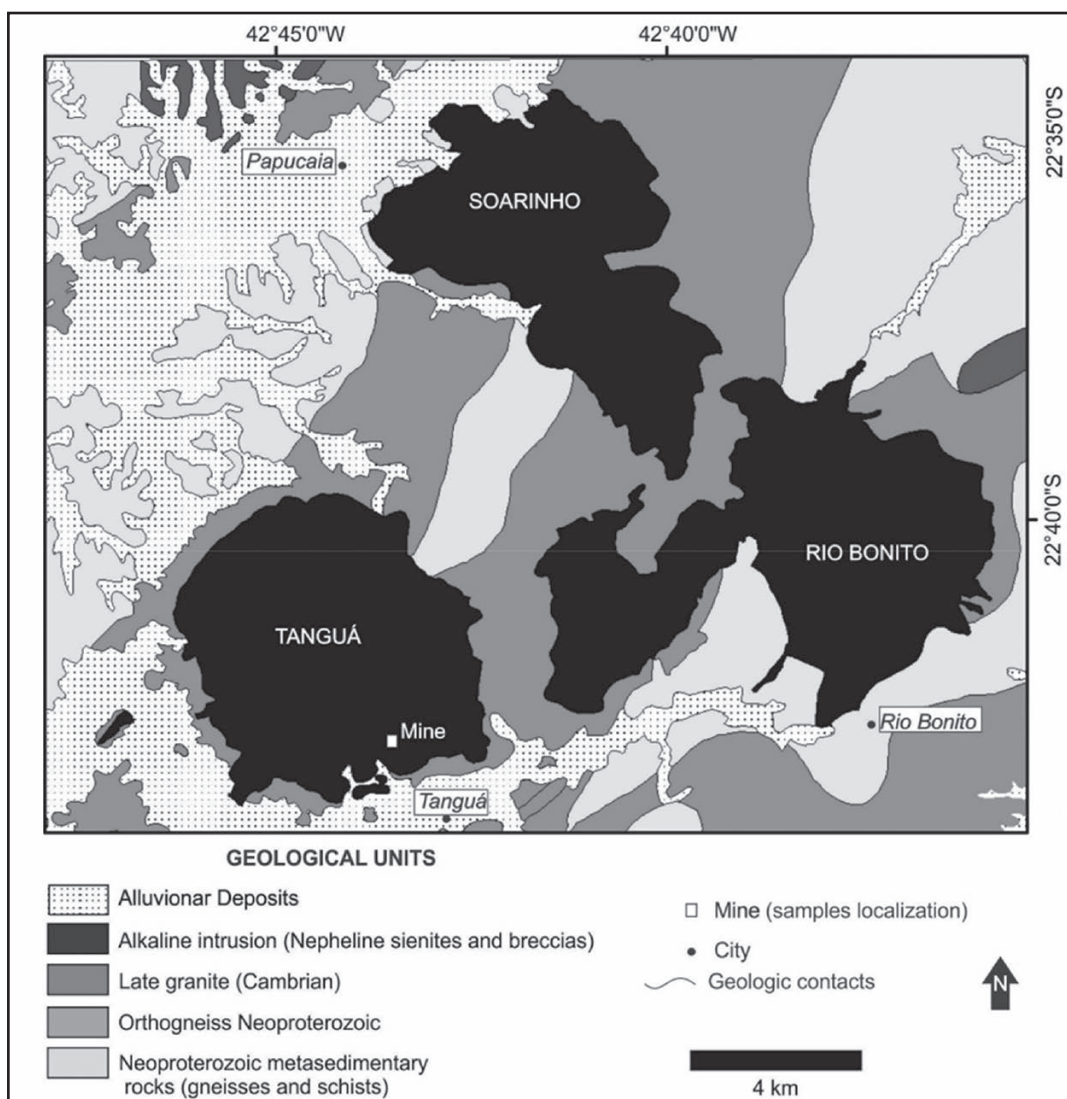 42°45'0"W 42°40'0"W
22°35'0"S
Papucaia
SOARINHO
22°40'0"S
RIO BONITO
TANGUÁ
Mine
Rio Bonito
Tanguá
GEOLOGICAL UNITS
Alluvionar Deposits
Alkaline intrusion (Nepheline sienites and breccias)
Late granite (Cambrian)
Orthogneiss Neoproterozoic
Neoproterozoic metasedimentary
rocks (gneisses and schists)
Mine (samples localization)
City
Geologic contacts
N
4 km